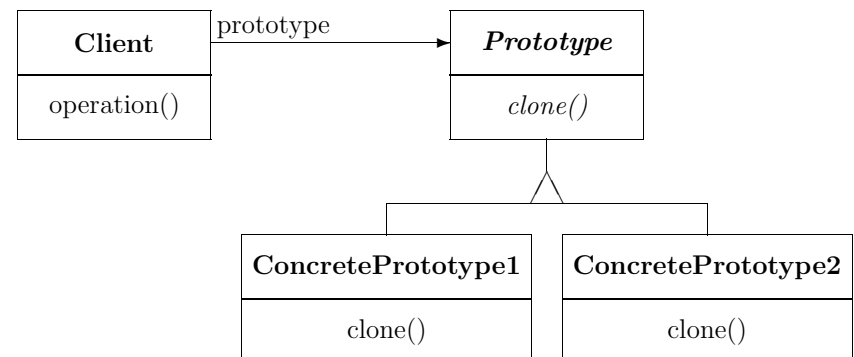 Client
prototype
Prototype
operation()
clone()
ConcretePrototype1
ConcretePrototype2
clone()
clone()